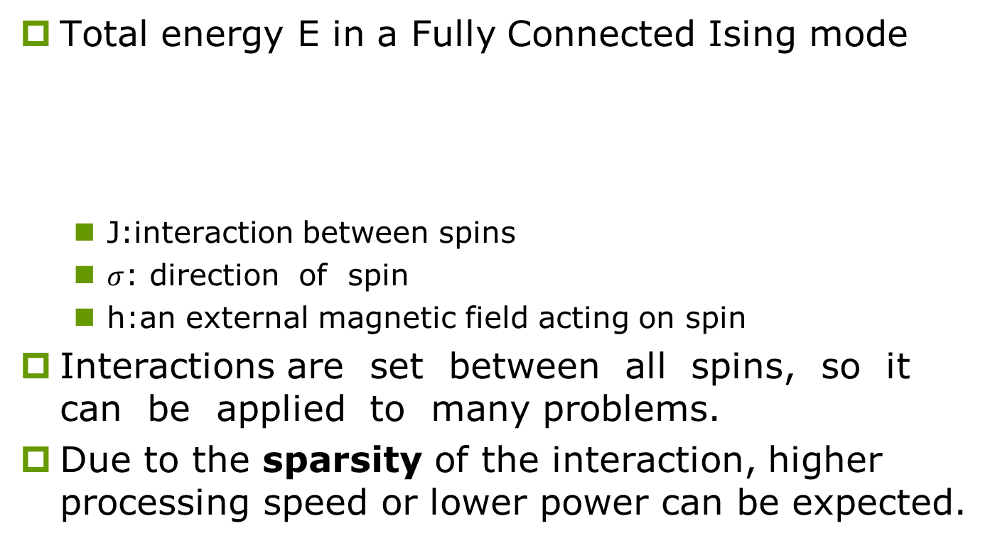 Total energy E in a Fully Connected Ising mode
J:interaction between spins
σ: direction of spin
h:an external magnetic field acting on spin
Interactions are set between all spins, so it
can be applied to many problems.
Due to the sparsity of the interaction, higher
processing speed or lower power can be expected.